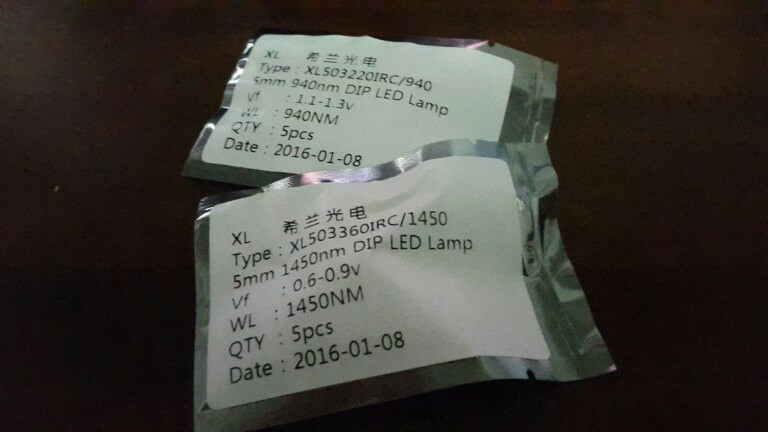 XL 希兰光电
Type : XL503220IRC/940
5mm 940nm DIP LED Lamp
Vf : 1.1-1.3v
WL : 940NM
QTY : 5pcs
Date : 2016-01-08
XL 希兰光电
Type : XL503360IRC/1450
5mm 1450nm DIP LED Lamp
Vf : 0.6-0.9v
WL : 1450NM
QTY : 5pcs
Date : 2016-01-08